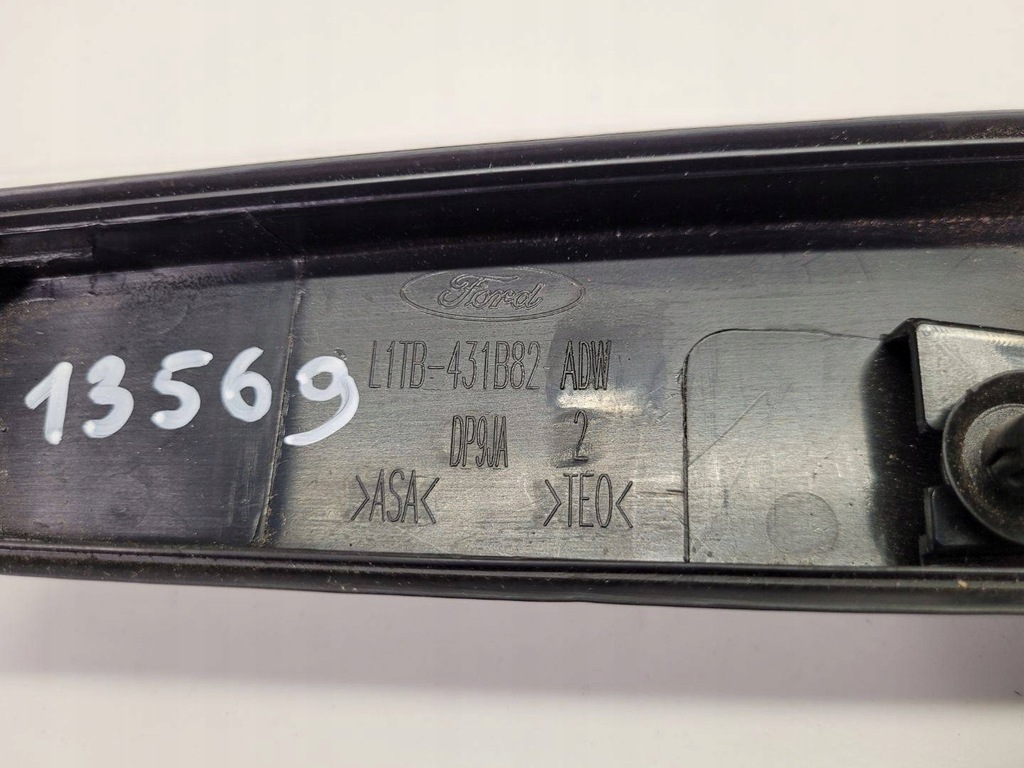 Ford
13569
L1TB-431B82 ADW
DP9JA 2
>ASA< >TEO<